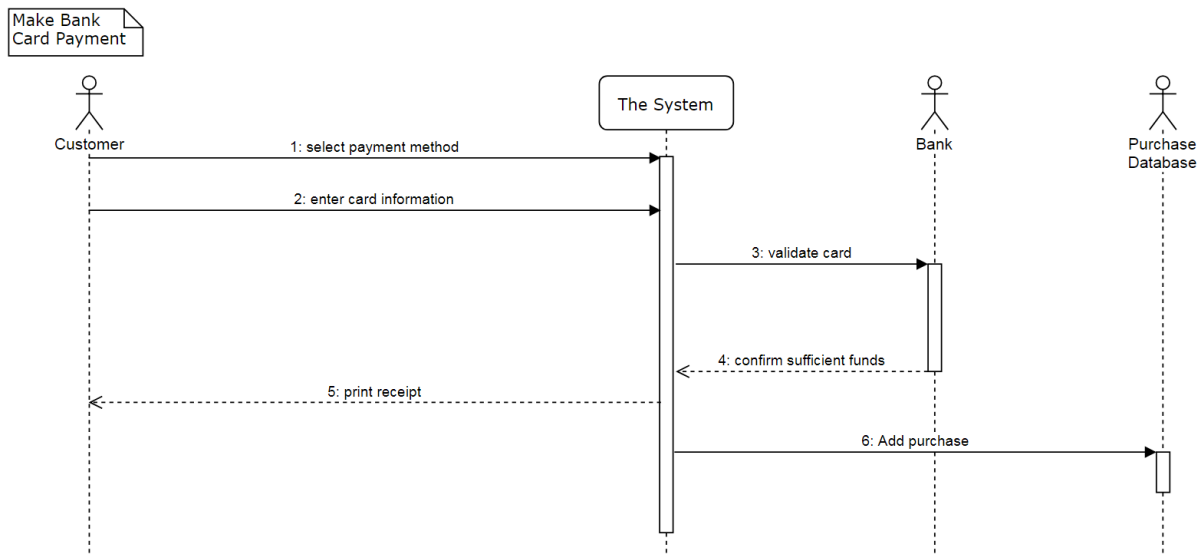 Make Bank
Card Payment
The System
Customer
Bank
Purchase
Database
1: select payment method
2: enter card information
3: validate card
4: confirm sufficient funds
5: print receipt
6: Add purchase